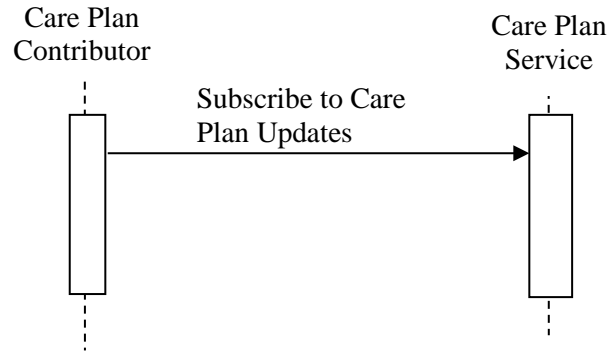 Care Plan
Contributor
Care Plan
Service
Subscribe to Care
Plan Updates